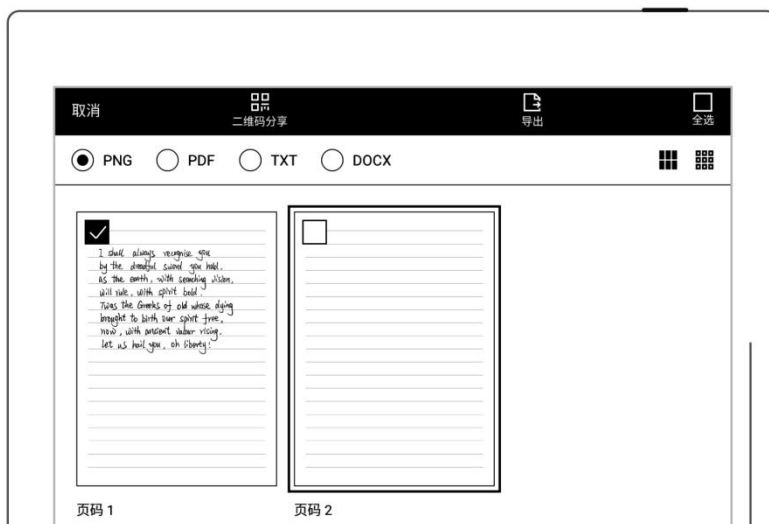 取消
二维码分享
导出
全选
PNG PDF TXT DOCX
I shall always recognise you
by the dreadful sword you hold.
as the earth, with searching vision,
will rule, with spirit bold.
Twas the Greeks of old whose dying
brought to birth our spirit free,
now, with ancient valour rising.
let us hail you, oh liberty!
页码 1
页码 2